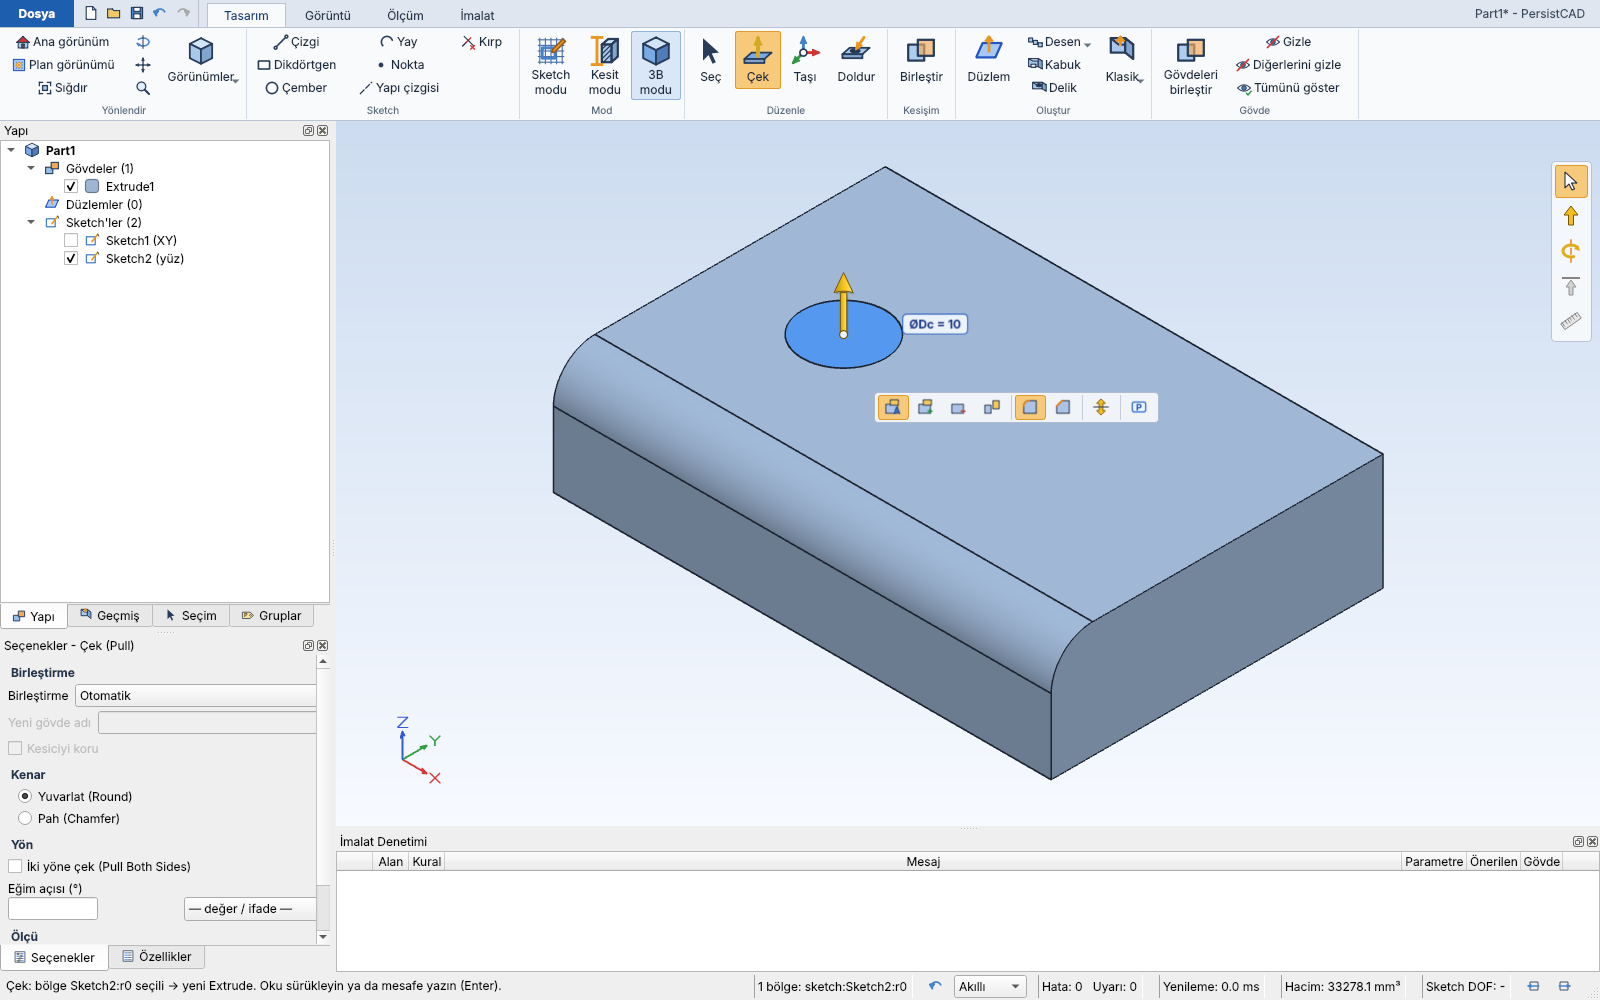 Dosya
Tasarım Görüntü Ölçüm İmalat
Part1* - PersistCAD
Ana görünüm
Plan görünümü
Sığdır
Görünümler
Yönlendir
Çizgi
Dikdörtgen
Çember
Yay
Nokta
Yapı çizgisi
Kırp
Sketch
Sketch modu
Kesit modu
3B modu
Mod
Seç
Çek
Taşı
Doldur
Düzenle
Birleştir
Kesişim
Düzlem
Desen
Kabuk
Delik
Klasik
Oluştur
Gövdeleri birleştir
Gizle
Diğerlerini gizle
Tümünü göster
Gövde
Yapı
Part1
Gövdeler (1)
Extrude1
Düzlemler (0)
Sketch'ler (2)
Sketch1 (XY)
Sketch2 (yüz)
Yapı Geçmiş Seçim Gruplar
Seçenekler - Çek (Pull)
Birleştirme
Birleştirme Otomatik
Yeni gövde adı
Kesiciyi koru
Kenar
Yuvarlat (Round)
Pah (Chamfer)
Yön
İki yöne çek (Pull Both Sides)
Eğim açısı (°)
— değer / ifade —
Ölçü
Seçenekler Özellikler
ØDc = 10
P
Z
Y
X
İmalat Denetimi
Alan Kural Mesaj Parametre Önerilen Gövde
Çek: bölge Sketch2:r0 seçili → yeni Extrude. Oku sürükleyin ya da mesafe yazın (Enter).
1 bölge: sketch:Sketch2:r0
Akıllı
Hata: 0 Uyarı: 0
Yenileme: 0.0 ms
Hacim: 33278.1 mm³
Sketch DOF: -